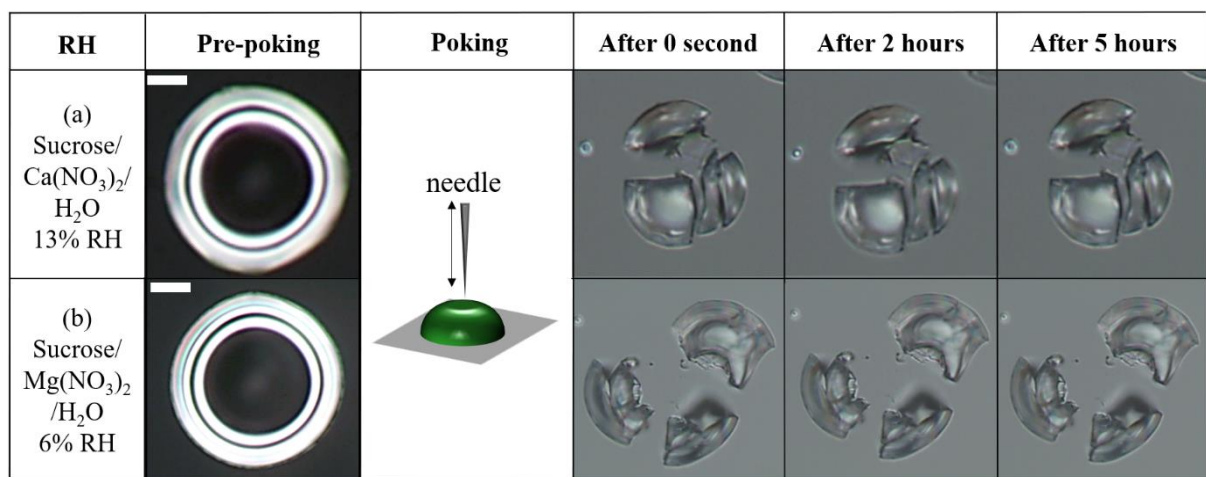 RH
Pre-poking
Poking
After 0 second
After 2 hours
After 5 hours
(a)
Sucrose/
Ca(NO₃)₂/
H₂O
13% RH
needle
(b)
Sucrose/
Mg(NO₃)₂
/H₂O
6% RH